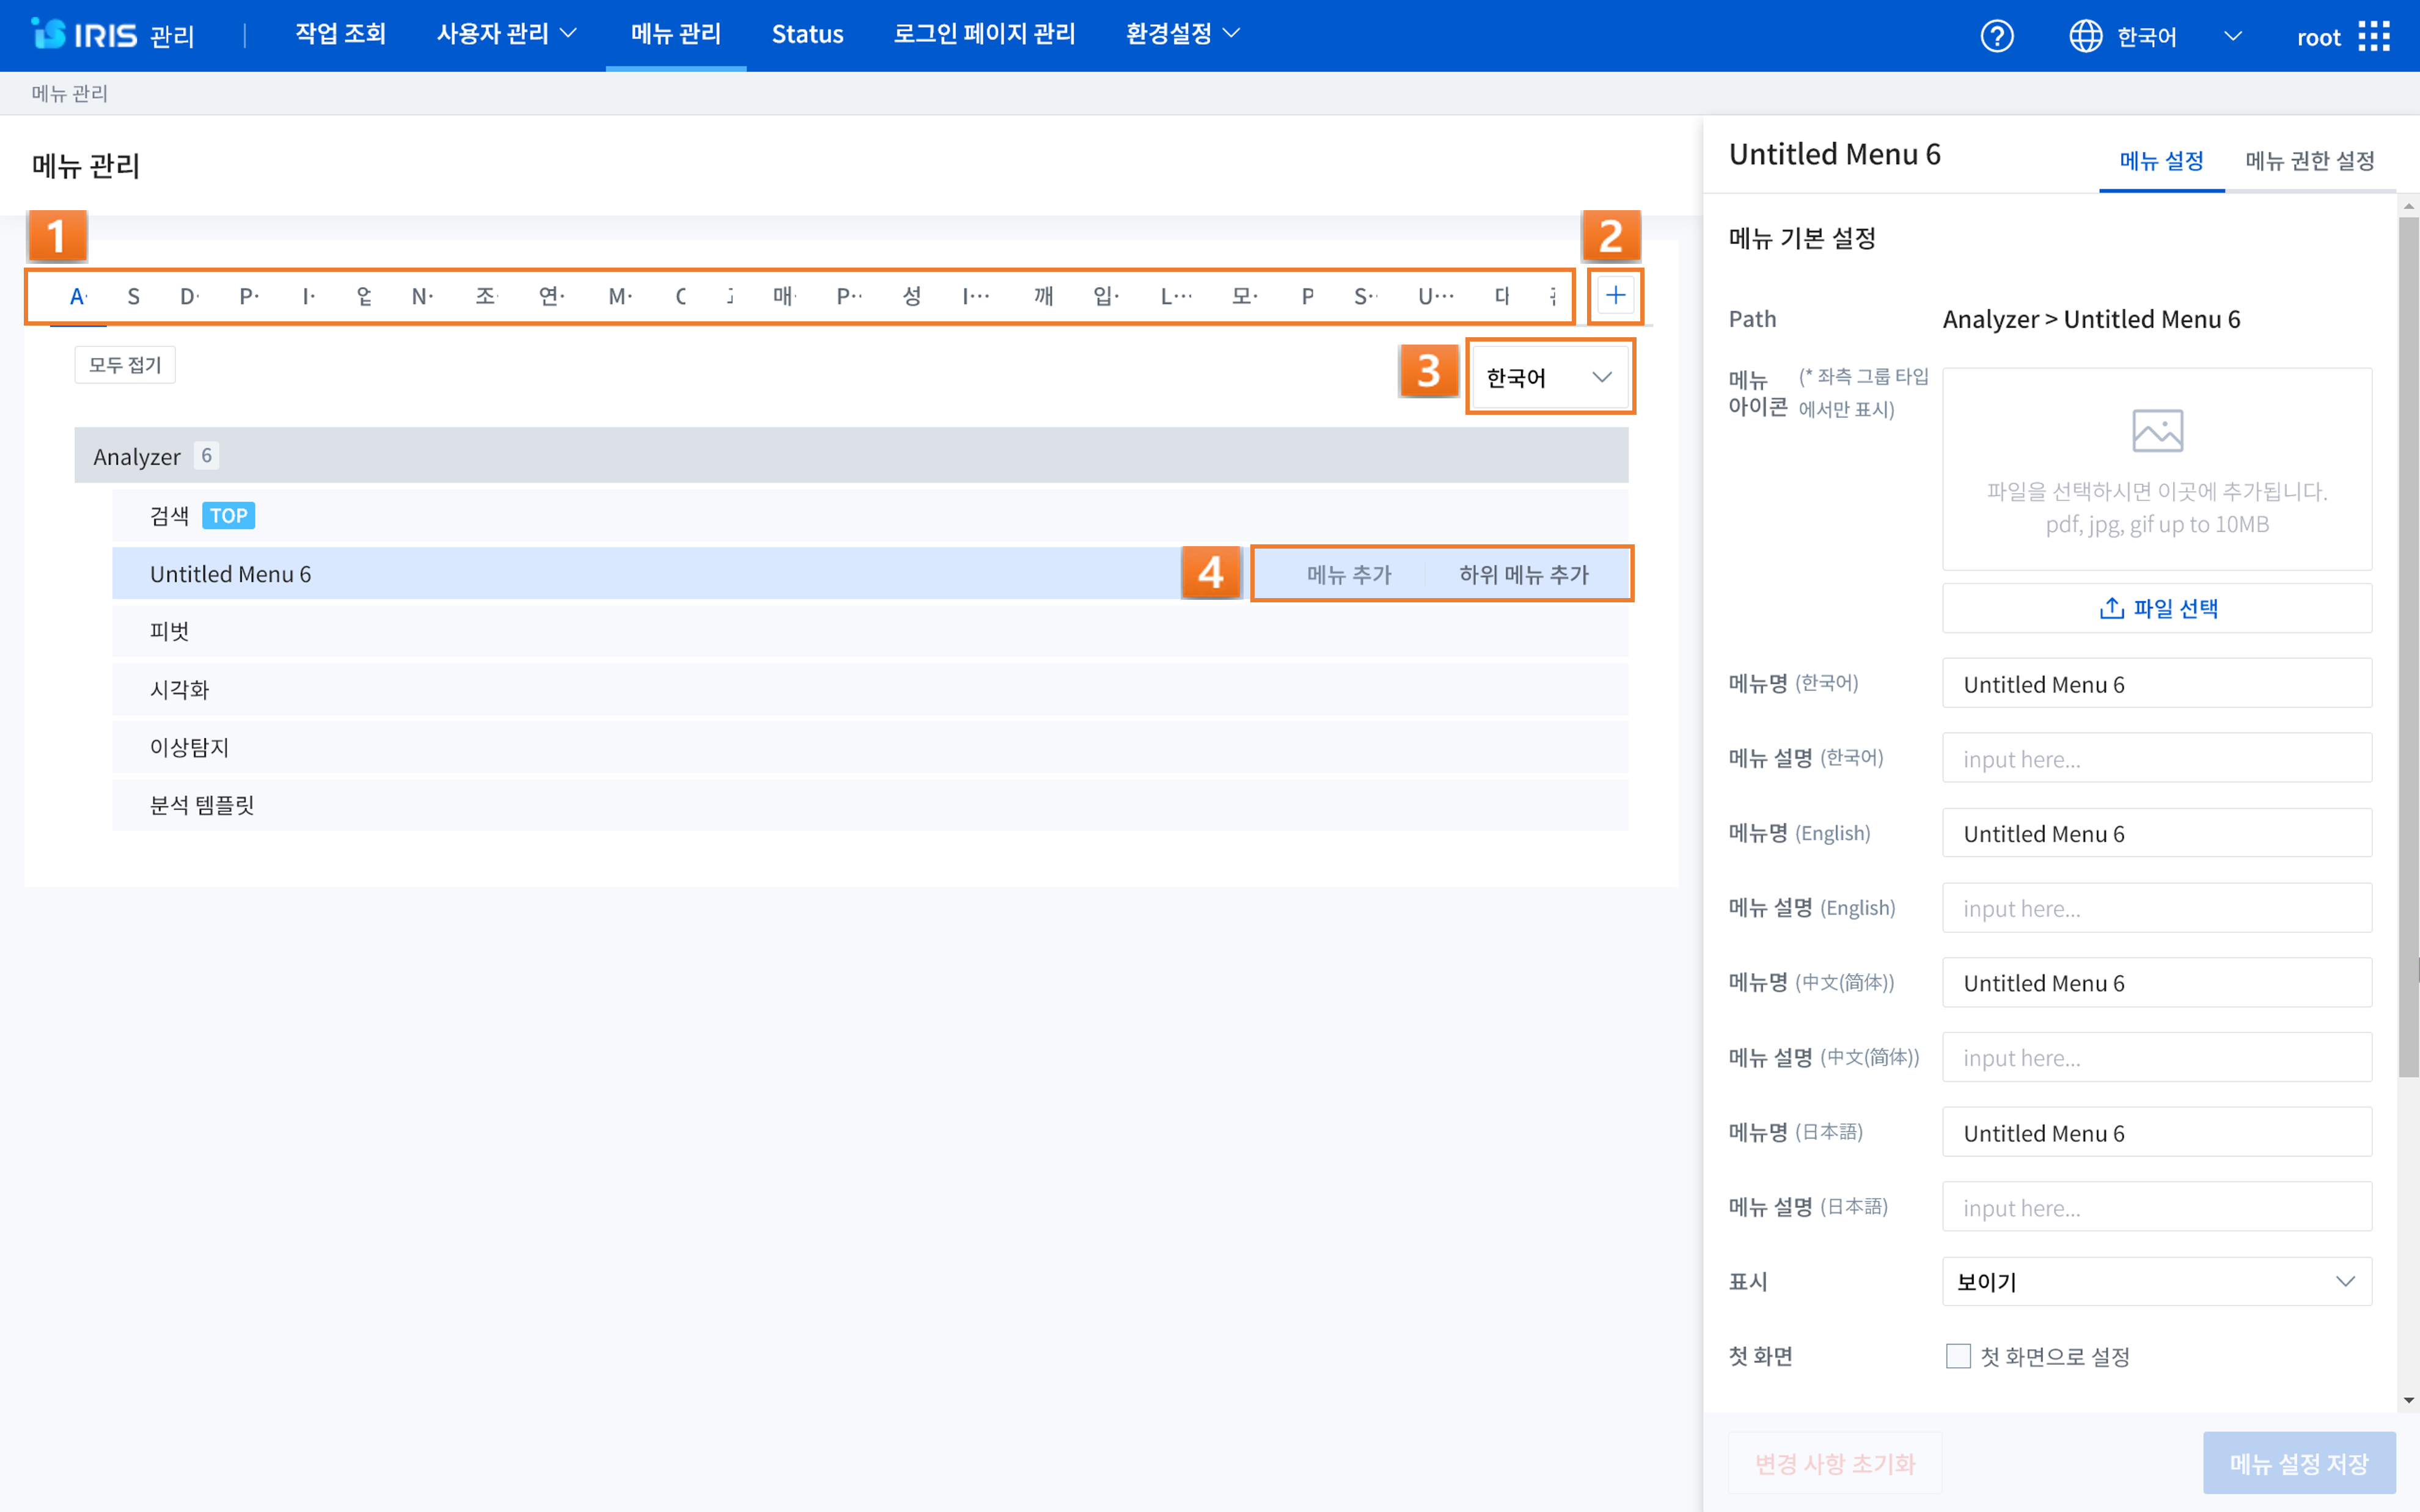 IRIS 관리
작업 조회
사용자 관리
메뉴 관리
Status
로그인 페이지 관리
환경설정
한국어
root
메뉴 관리
메뉴 관리
1
2
A S D P I N 조 연 M 매 P 성 I… 깨 입 L… 모 P S U… 다
모두 접기
3
한국어
Analyzer 6
검색 TOP
Untitled Menu 6
4
메뉴 추가
하위 메뉴 추가
피벗
시각화
이상탐지
분석 템플릿
Untitled Menu 6
메뉴 설정
메뉴 권한 설정
메뉴 기본 설정
Path
Analyzer > Untitled Menu 6
메뉴 아이콘
(* 좌측 그룹 타입
에서만 표시)
파일을 선택하시면 이곳에 추가됩니다.
pdf, jpg, gif up to 10MB
파일 선택
메뉴명 (한국어)
Untitled Menu 6
메뉴 설명 (한국어)
input here...
메뉴명 (English)
Untitled Menu 6
메뉴 설명 (English)
input here...
메뉴명 (中文(简体))
Untitled Menu 6
메뉴 설명 (中文(简体))
input here...
메뉴명 (日本語)
Untitled Menu 6
메뉴 설명 (日本語)
input here...
표시
보이기
첫 화면
첫 화면으로 설정
변경 사항 초기화
메뉴 설정 저장